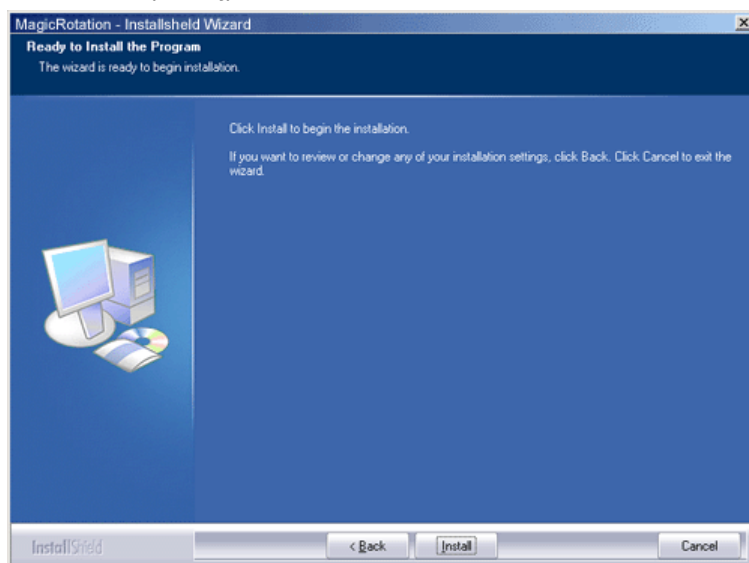 MagicRotation - Installsheld Wizard
Ready to Install the Program
The wizard is ready to begin installation.
Click Install to begin the installation.
If you want to review or change any of your installation settings, click Back. Click Cancel to exit the
wizard.
InstallShield
< Back
Install
Cancel